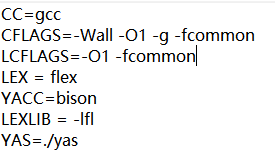 CC=gcc
CFLAGS=-Wall -O1 -g -fcommon
LCFLAGS=-O1 -fcommon
LEX = flex
YACC=bison
LEXLIB = -lfl
YAS=./yas